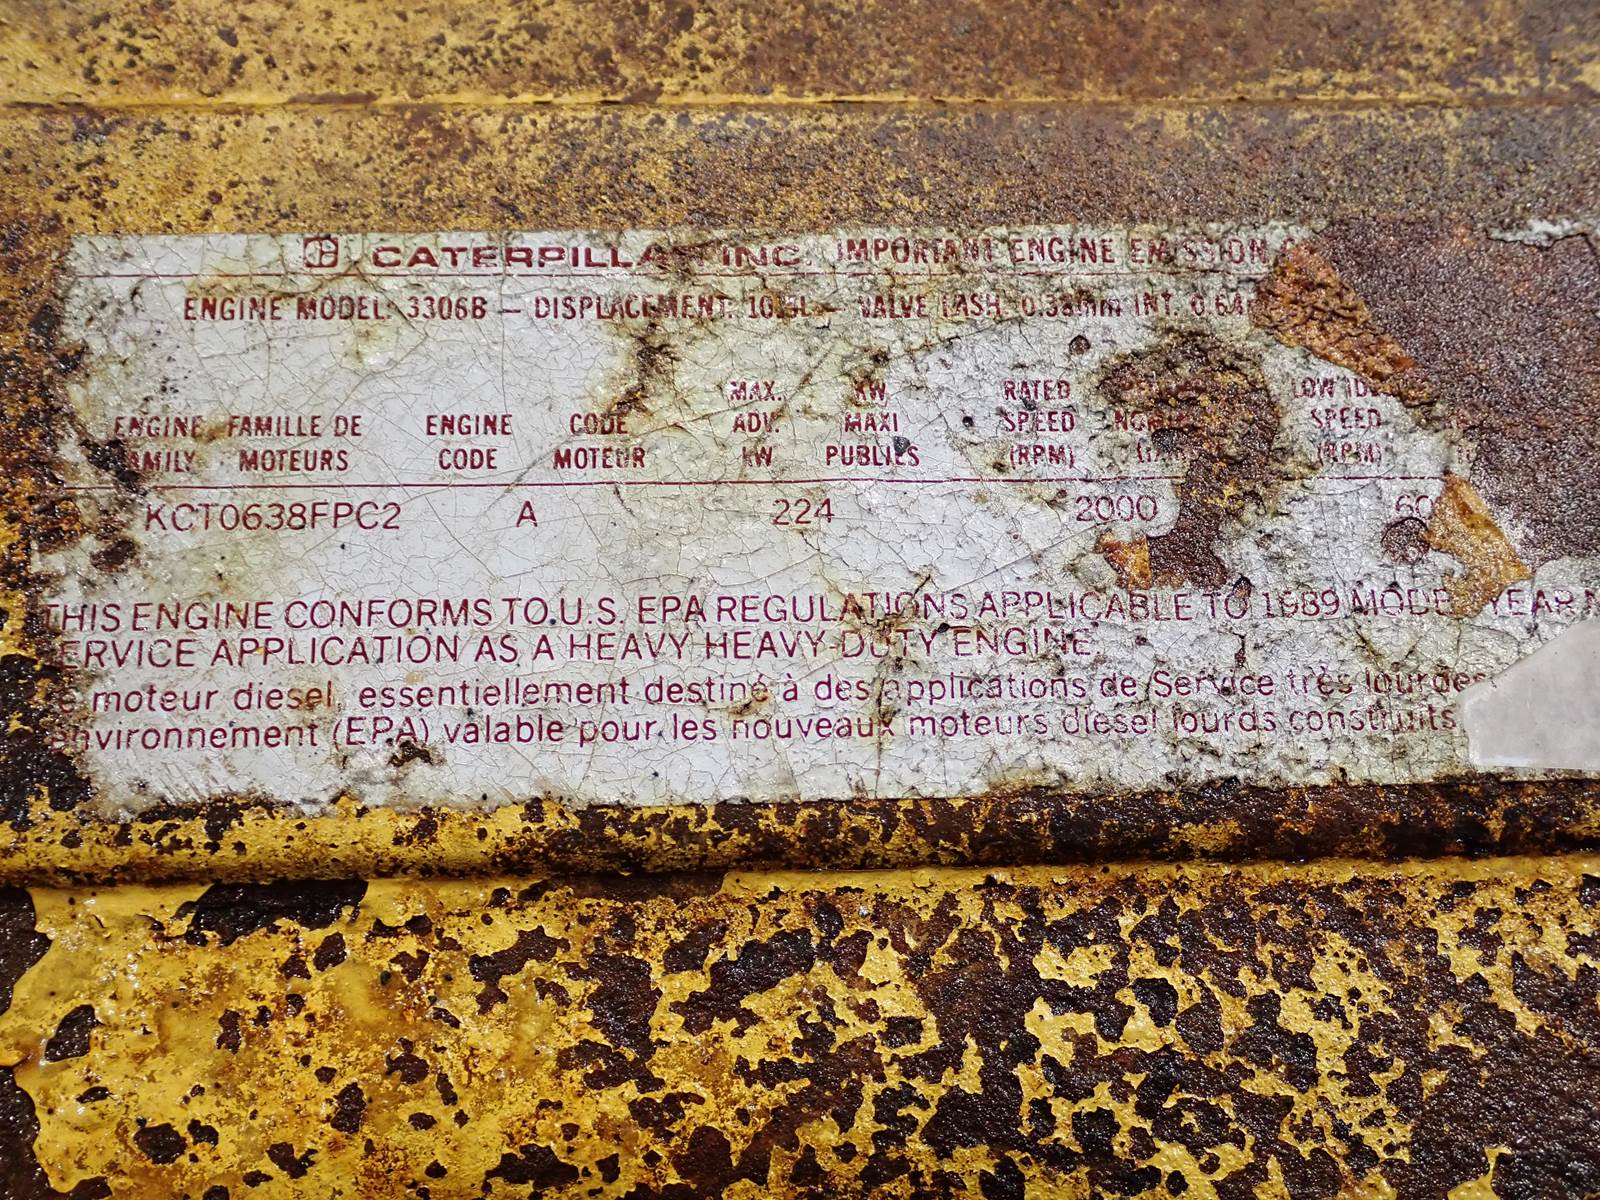 CATERPILLAR INC. IMPORTANT ENGINE EMISSION
ENGINE MODEL: 3306B – DISPLACEMENT: 10.5L – VALVE LASH: 0.38mm INT. 0.64
MAX. KW RATED LOW IDLE
ENGINE FAMILLE DE ENGINE CODE ADV. MAXI SPEED SPEED
FAMILY MOTEURS CODE MOTEUR KW PUBLIÉS (RPM) (RPM)
KCT0638FPC2 A 224 2000 60
THIS ENGINE CONFORMS TO U.S. EPA REGULATIONS APPLICABLE TO 1989 MODEL YEAR
SERVICE APPLICATION AS A HEAVY HEAVY-DUTY ENGINE.
e moteur diesel, essentiellement destiné à des applications de Service très lourdes
environnement (EPA) valable pour les nouveaux moteurs diesel lourds construits